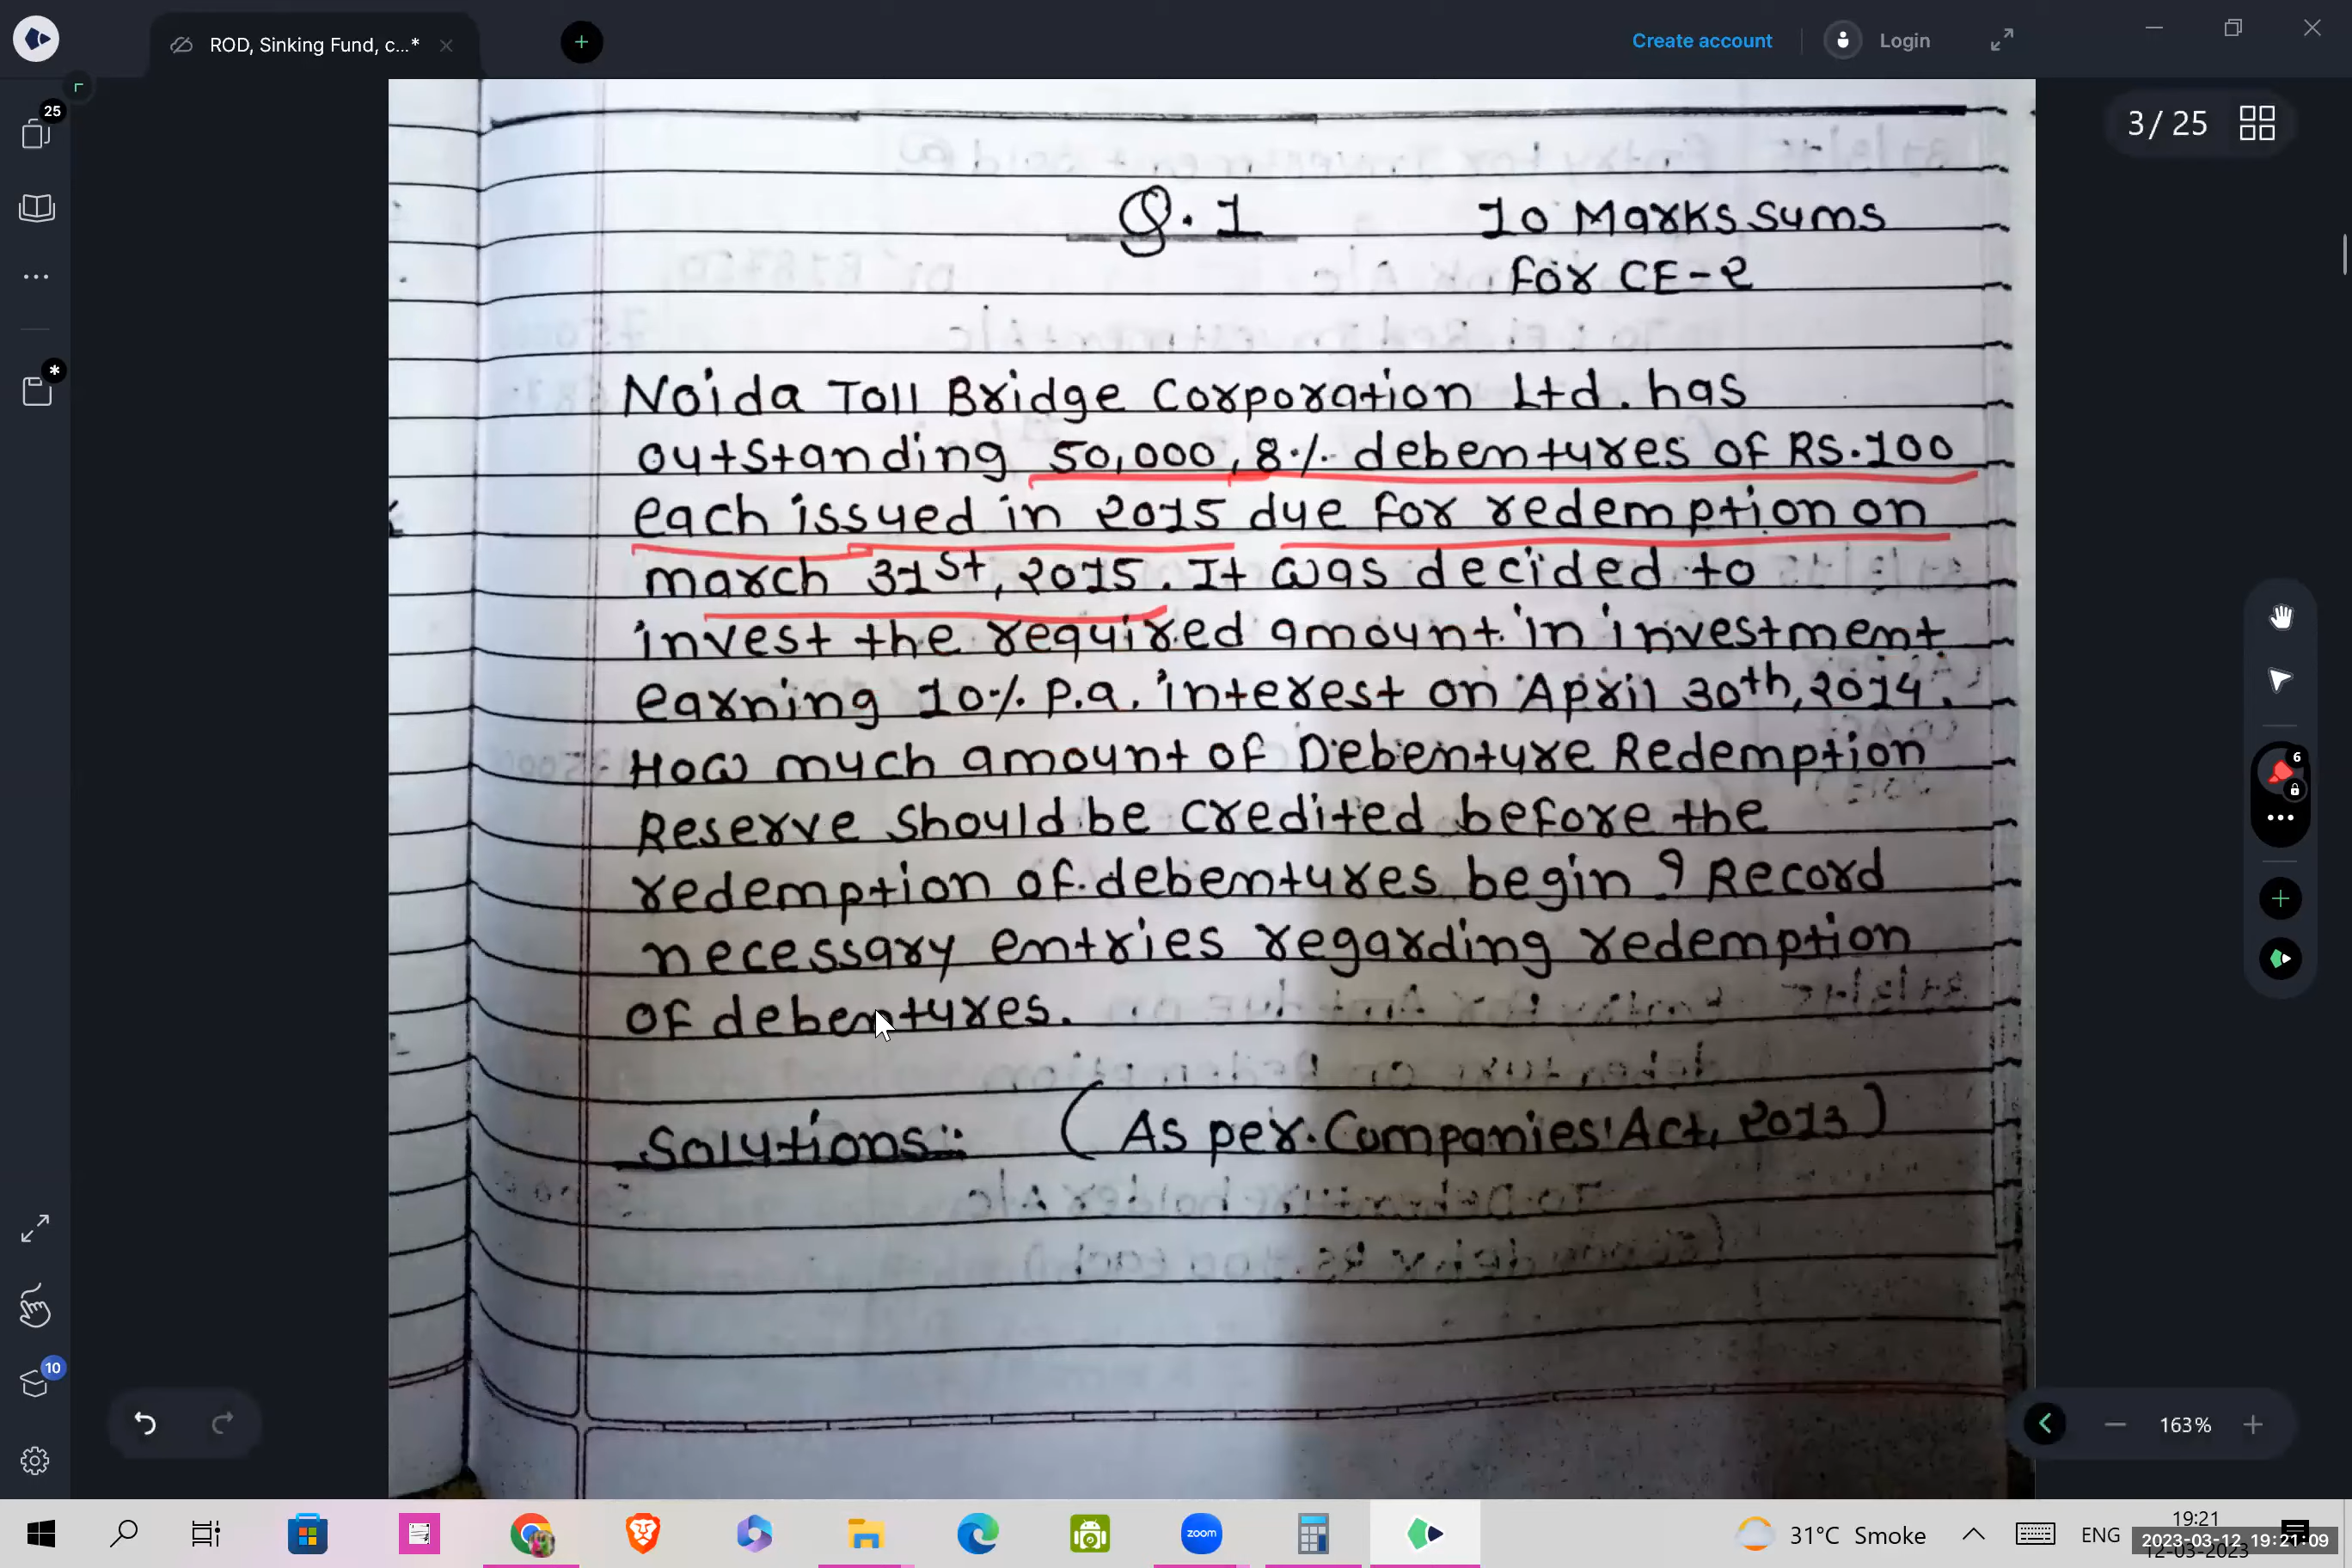 ROD, Sinking Fund, c...*
Create account
Login
25
3 / 25
Q.1
10 Marks sums
for CE-2
Noida Toll Bridge Corporation Ltd. has
outstanding 50,000, 8% debentures of RS.100
each issued in 2015 due for redemption on
march 31st, 2015. It was decided to
invest the required amount in investment
earning 10% P.a. interest on April 30th, 2014.
How much amount of Debenture Redemption
Reserve should be credited before the
redemption of debentures begin ? Record
necessary entries regarding redemption
of debentures.
Solutions:: (As per Companies Act, 2013)
6
10
163%
zoom
31°C Smoke
ENG
19:21
2023-03-12, 19:21:09